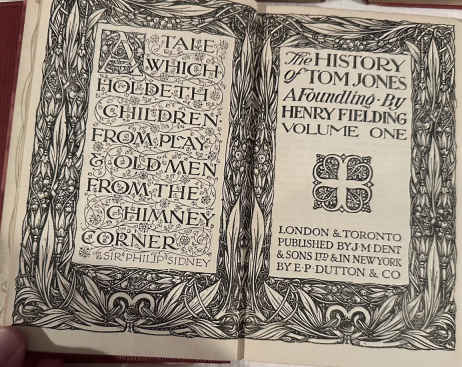 A TALE
WHICH
HOLDETH
CHILDREN
FROM PLAY
& OLD MEN
FROM THE
CHIMNEY
CORNER
SIR PHILIP SIDNEY
The HISTORY
of TOM JONES
A Foundling · By
HENRY FIELDING
VOLUME ONE
LONDON & TORONTO
PUBLISHED BY J·M·DENT
& SONS LTD & IN NEW YORK
BY E·P·DUTTON & CO